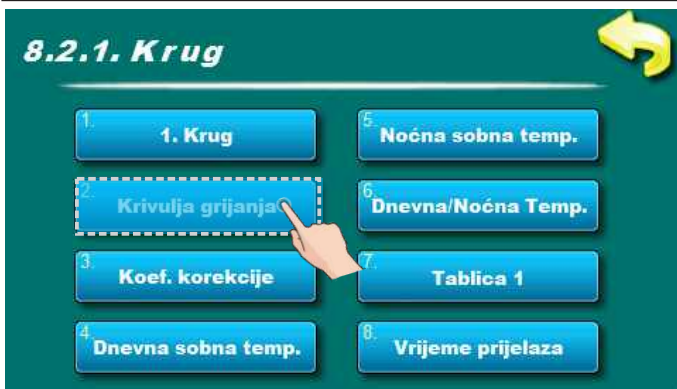 8.2.1. Krug
1. 1. Krug
2. Krivulja grijanja
3. Koef. korekcije
4. Dnevna sobna temp.
5. Noćna sobna temp.
6. Dnevna/Noćna Temp.
7. Tablica 1
8. Vrijeme prijelaza